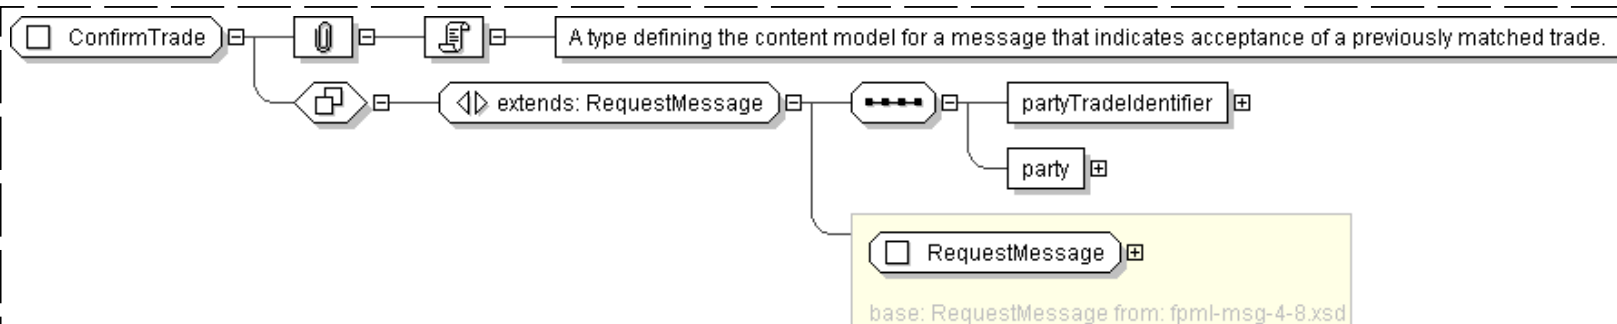 ConfirmTrade
A type defining the content model for a message that indicates acceptance of a previously matched trade.
extends: RequestMessage
partyTradeIdentifier
party
RequestMessage
base: RequestMessage from: fpml-msg-4-8.xsd